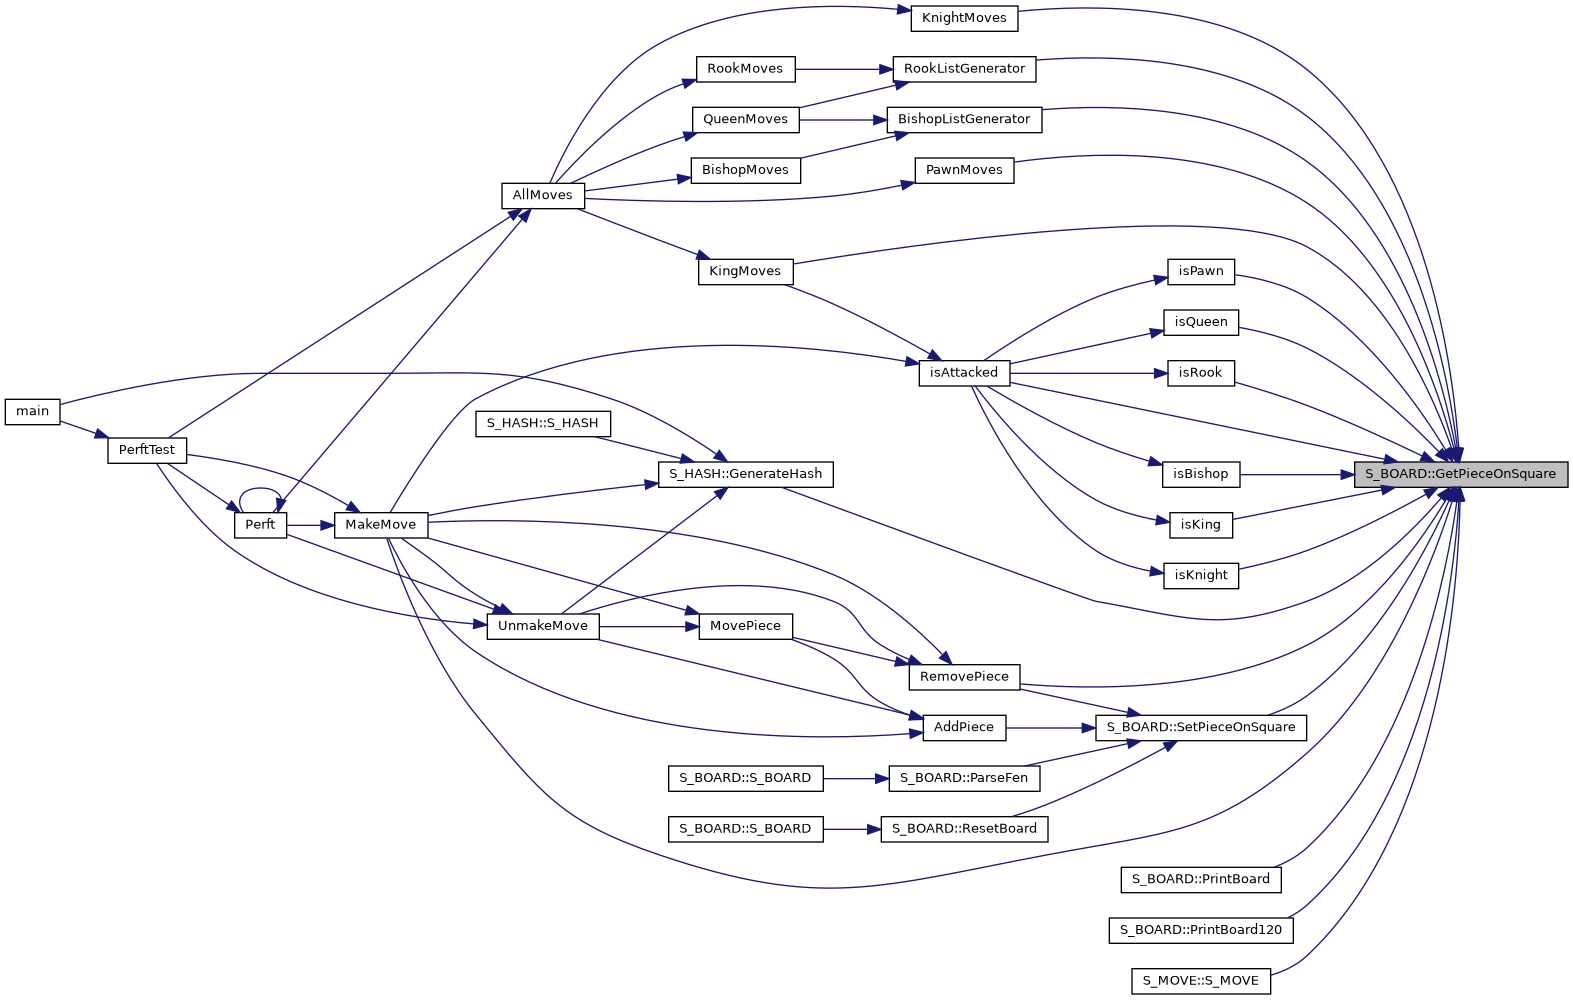 KnightMoves
RookMoves
RookListGenerator
QueenMoves
BishopListGenerator
BishopMoves
PawnMoves
AllMoves
KingMoves
isPawn
isQueen
isAttacked
isRook
main
S_HASH::S_HASH
PerftTest
S_HASH::GenerateHash
isBishop
S_BOARD::GetPieceOnSquare
Perft
MakeMove
isKing
isKnight
UnmakeMove
MovePiece
RemovePiece
AddPiece
S_BOARD::SetPieceOnSquare
S_BOARD::S_BOARD
S_BOARD::ParseFen
S_BOARD::S_BOARD
S_BOARD::ResetBoard
S_BOARD::PrintBoard
S_BOARD::PrintBoard120
S_MOVE::S_MOVE